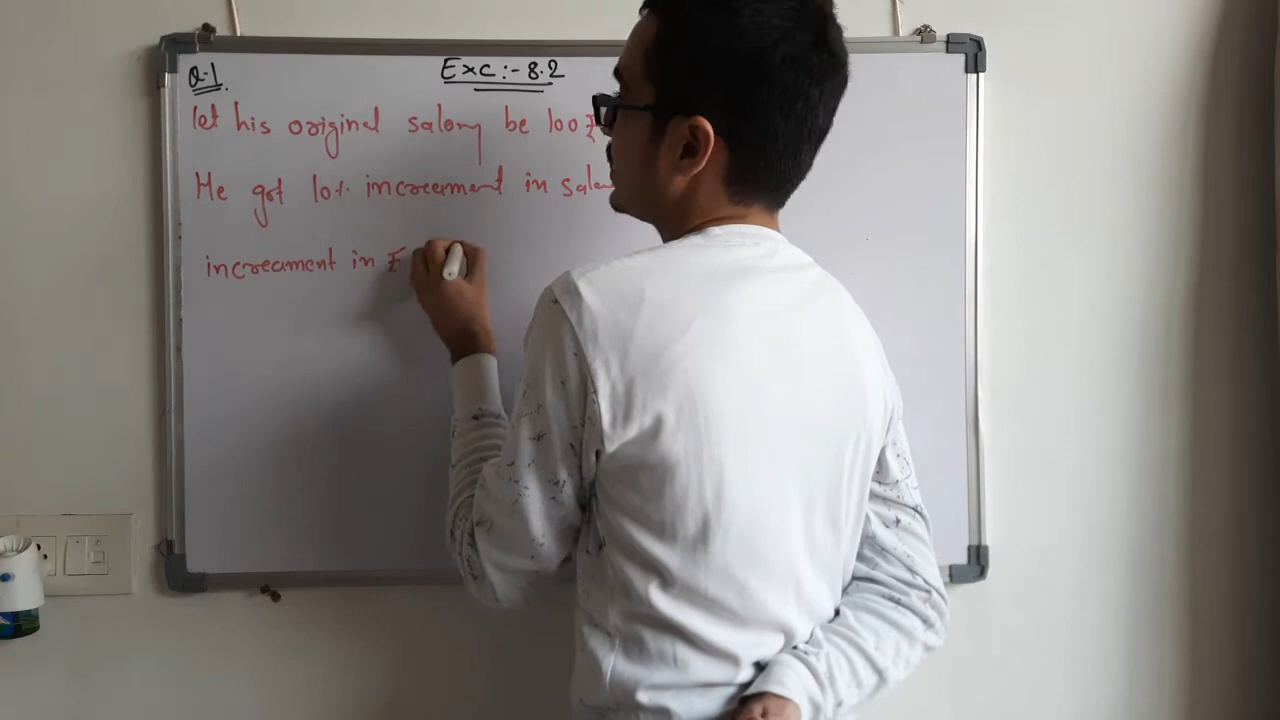 Q.1.
Exc:- 8.2
let his original salary be 100 ₹
He got 10% increament in
increament in ₹